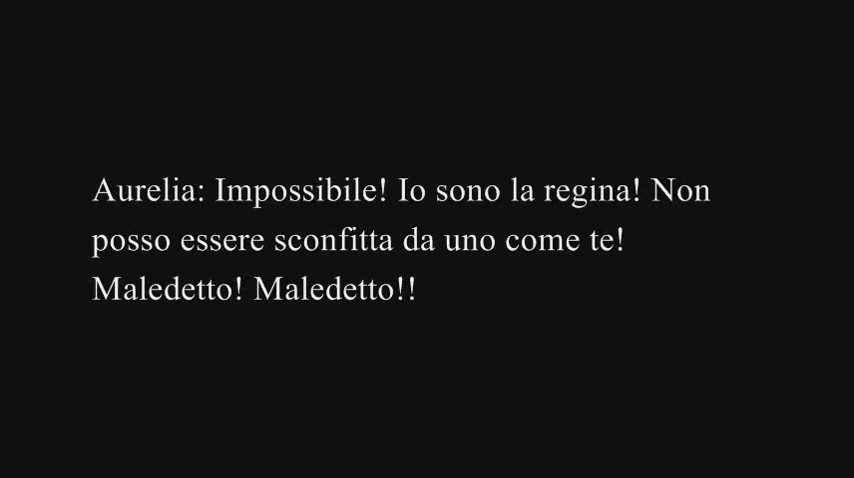 Aurelia: Impossibile! Io sono la regina! Non
posso essere sconfitta da uno come te!
Maledetto! Maledetto!!